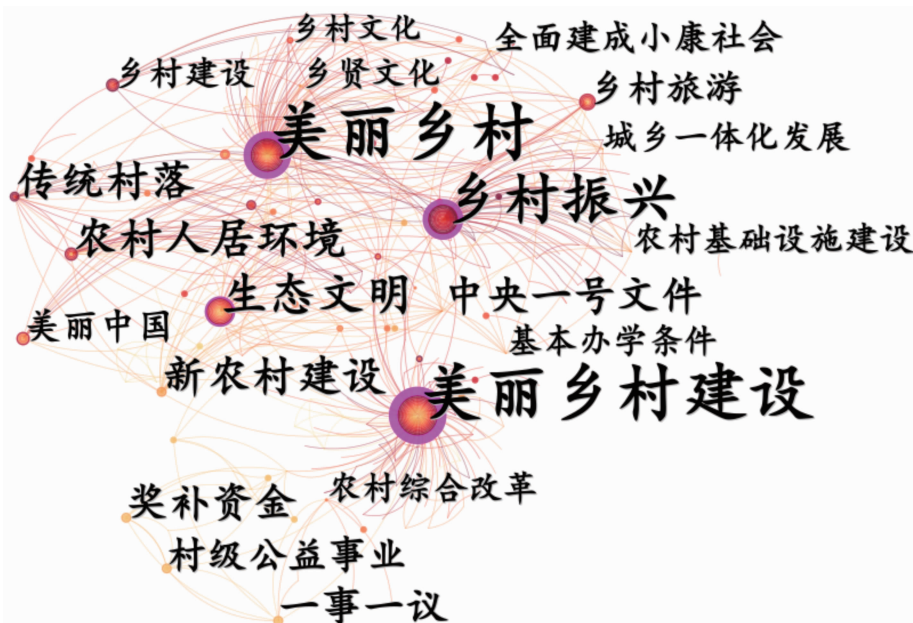 乡村文化
全面建成小康社会
乡村建设
乡贤文化
乡村旅游
美丽乡村
城乡一体化发展
传统村落
乡村振兴
农村人居环境
农村基础设施建设
生态文明
中央一号文件
美丽中国
基本办学条件
新农村建设
美丽乡村建设
农村综合改革
奖补资金
村级公益事业
一事一议